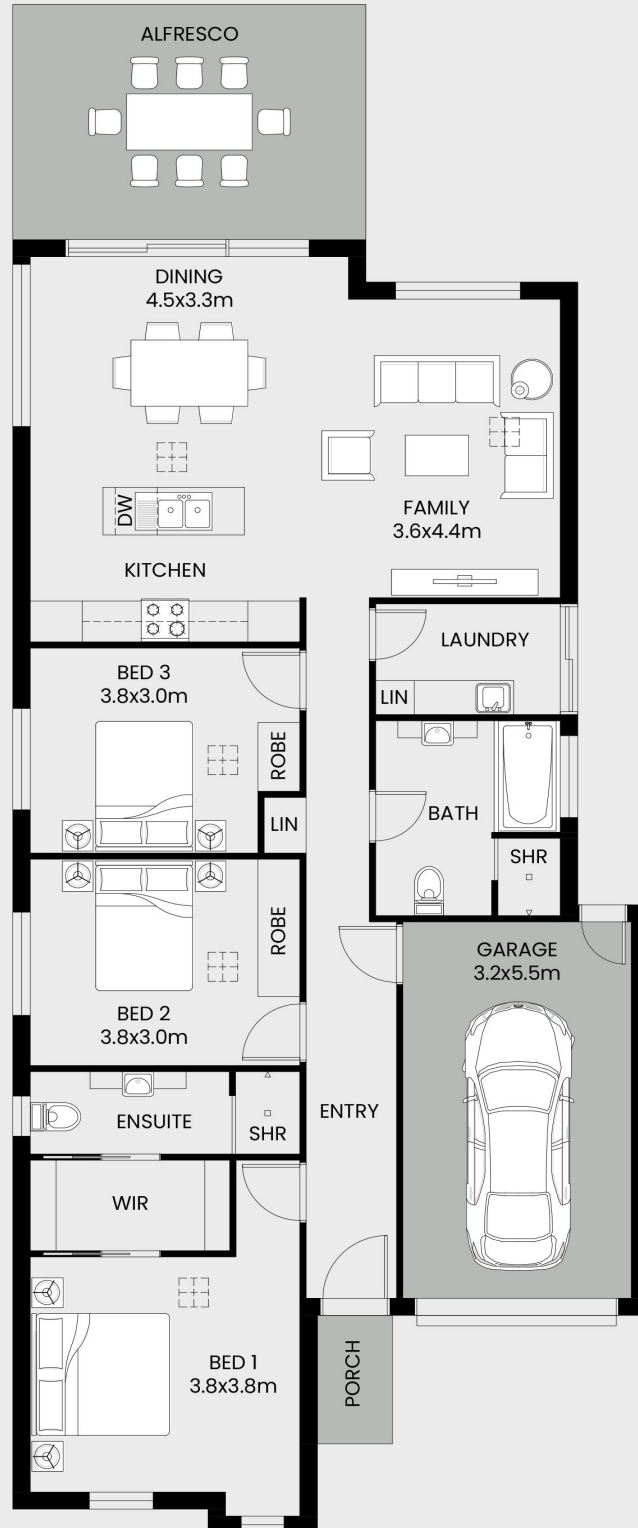 ALFRESCO
DINING
4.5x3.3m
DW
FAMILY
3.6x4.4m
KITCHEN
BED 3
3.8x3.0m
LAUNDRY
LIN
ROBE
BATH
LIN
SHR
ROBE
GARAGE
3.2x5.5m
BED 2
3.8x3.0m
ENSUITE
SHR
ENTRY
WIR
BED 1
3.8x3.8m
PORCH